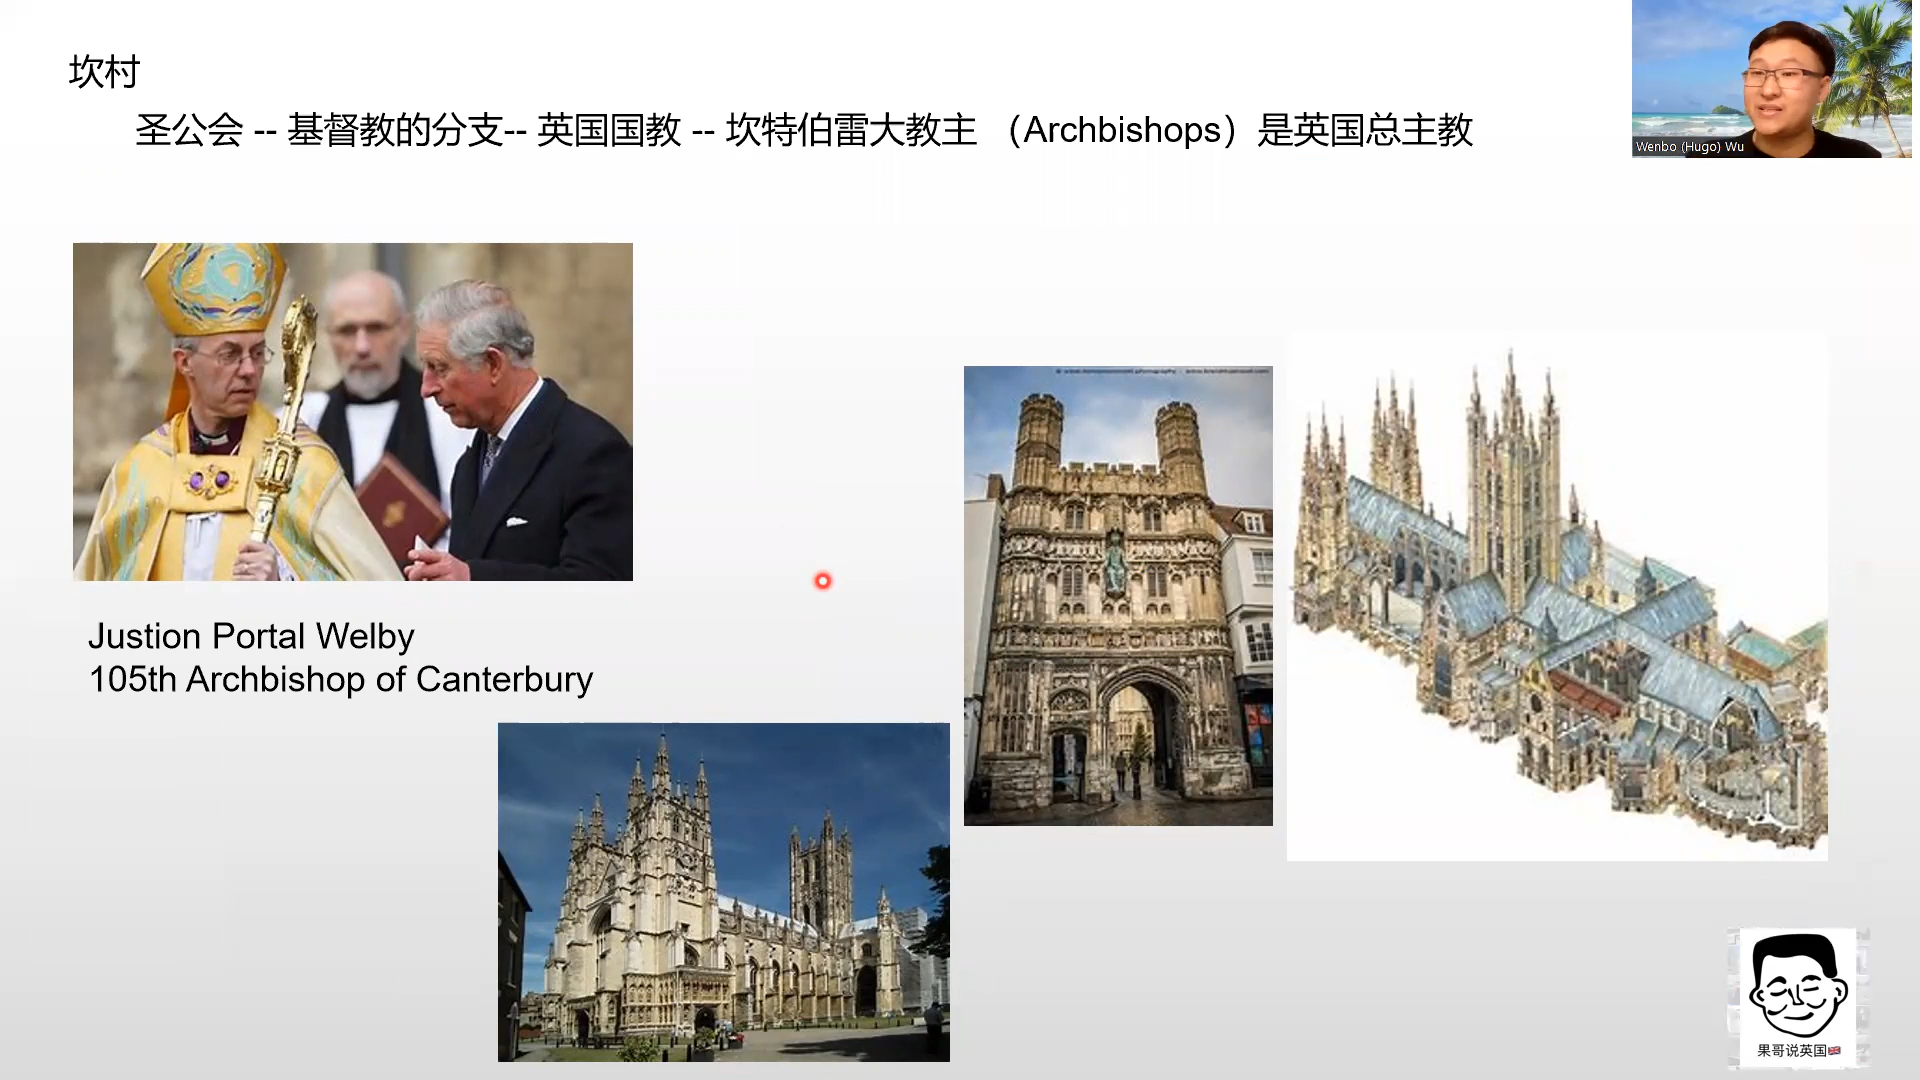 坎村
圣公会 -- 基督教的分支-- 英国国教 -- 坎特伯雷大教主 （Archbishops）是英国总主教
Wenbo (Hugo) Wu
Justion Portal Welby
105th Archbishop of Canterbury
果哥说英国